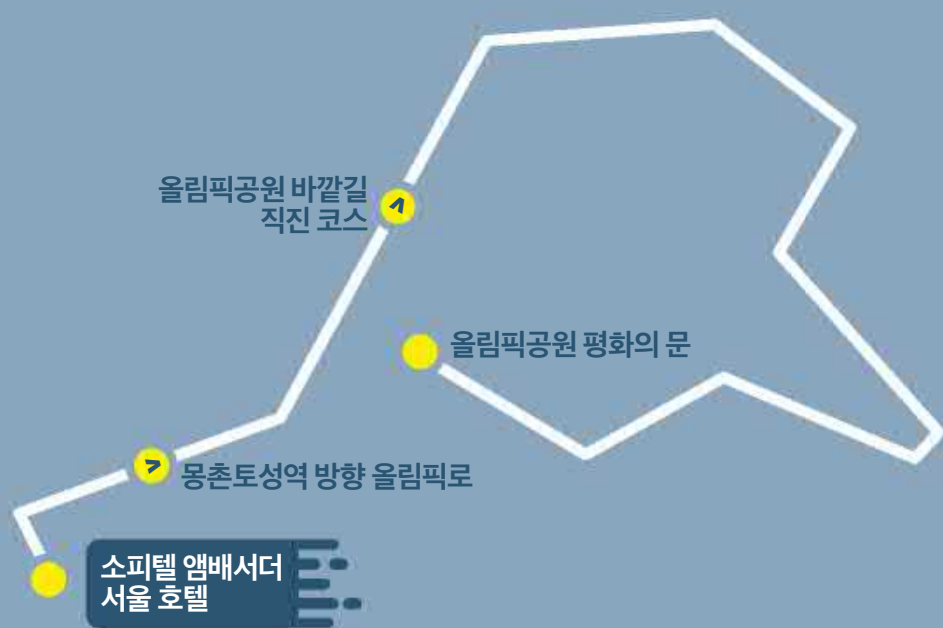 올림픽공원 바깥길
직진 코스
올림픽공원 평화의 문
몽촌토성역 방향 올림픽로
소피텔 앰배서더
서울 호텔